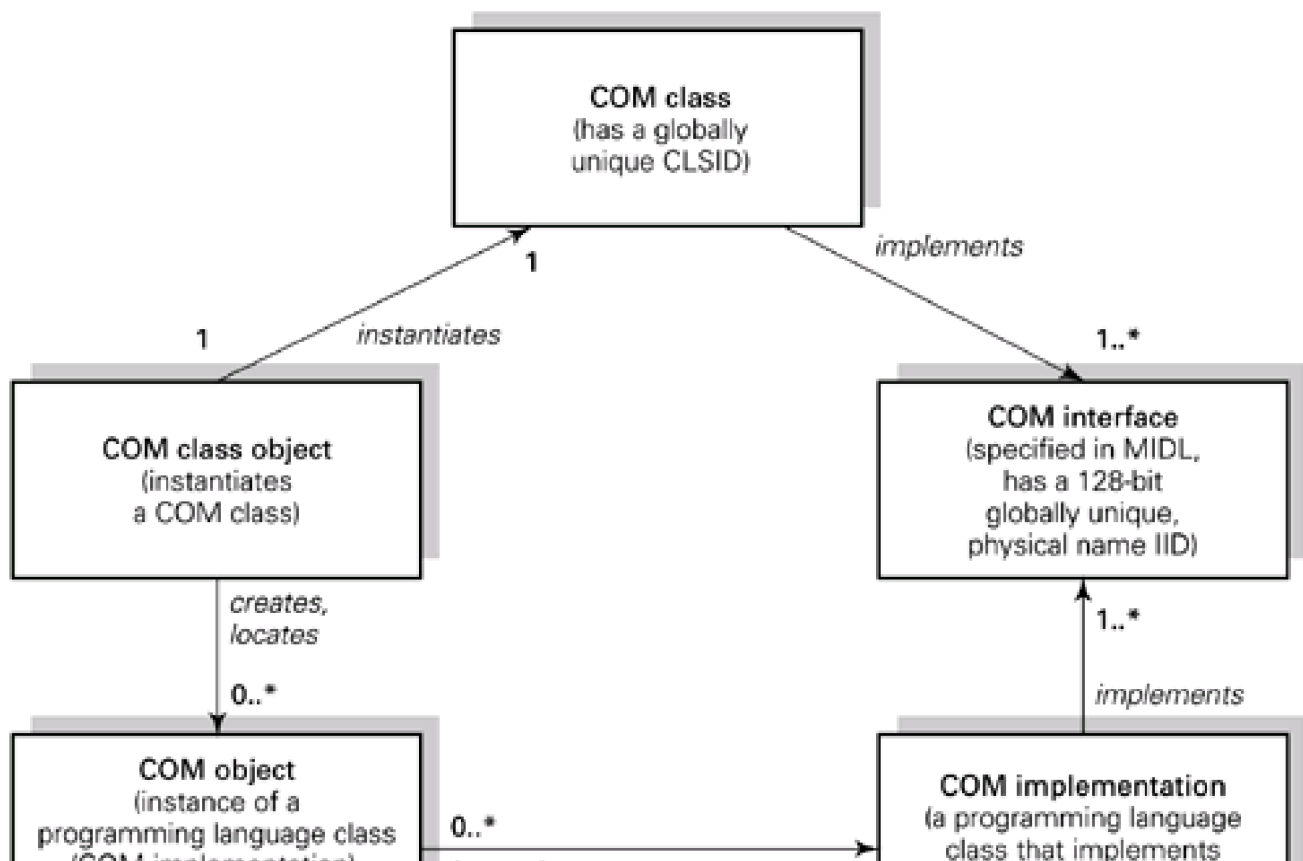 COM class
(has a globally
unique CLSID)
implements
1
1
instantiates
1..*
COM class object
(instantiates
a COM class)
COM interface
(specified in MIDL,
has a 128-bit
globally unique,
physical name IID)
creates,
locates
1..*
0..*
implements
COM object
(instance of a
programming language class
(COM implementation)
0..*
COM implementation
(a programming language
class that implements